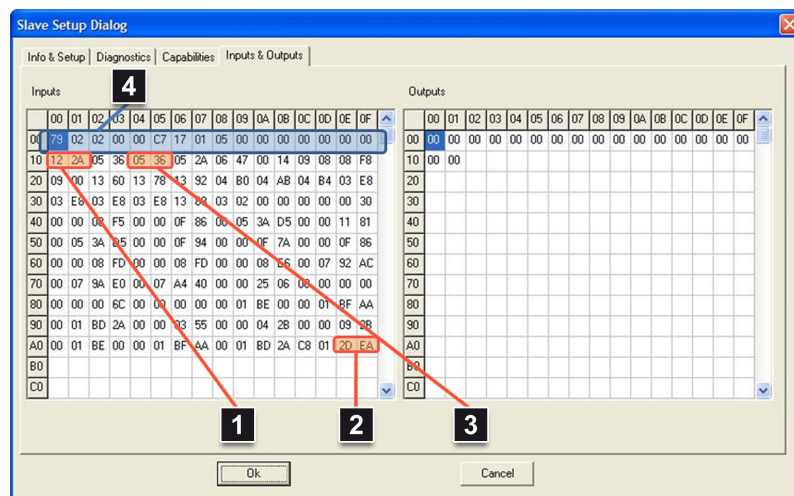 Slave Setup Dialog
Info & Setup Diagnostics Capabilities Inputs & Outputs
Inputs 4 Outputs
00 01 02 03 04 05 06 07 08 09 0A 0B 0C 0D 0E 0F 00 01 02 03 04 05 06 07 08 09 0A 0B 0C 0D 0E 0F
00 79 02 02 00 00 C7 17 01 05 00 00 00 00 00 00 00 00 00 00 00 00 00 00 00 00 00 00 00 00 00 00 00 00 00
10 12 2A 05 36 05 36 05 2A 06 47 00 14 09 08 08 F8 10 00 00
20 09 00 13 60 13 78 13 92 04 B0 04 AB 04 B4 03 E8 20
30 03 E8 03 E8 03 E8 13 88 03 02 00 00 00 00 00 30 30
40 00 00 08 F5 00 00 0F 86 00 05 3A D5 00 00 11 81 40
50 00 05 3A D5 00 00 0F 94 00 00 0F 7A 00 00 0F 86 50
60 00 00 08 FD 00 00 08 FD 00 00 08 E6 00 07 92 AC 60
70 00 07 9A E0 00 07 A4 40 00 00 25 06 00 00 00 00 70
80 00 00 00 6C 00 00 00 00 00 01 BE 00 00 01 BF AA 80
90 00 01 BD 2A 00 00 03 55 00 00 04 2B 00 00 09 2B 90
A0 00 01 BE 00 00 01 BF AA 00 01 BD 2A C8 01 2D EA A0
B0 B0
C0 C0
1 2 3
Ok Cancel